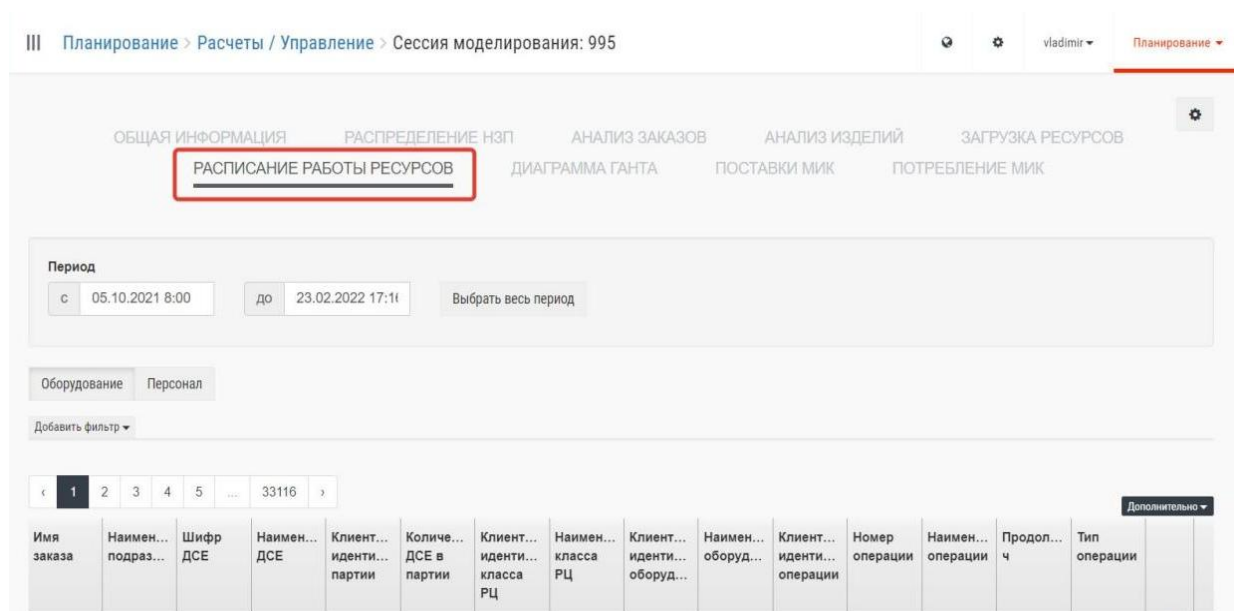 Планирование > Расчеты / Управление > Сессия моделирования: 995
vladimir
Планирование
ОБЩАЯ ИНФОРМАЦИЯ РАСПРЕДЕЛЕНИЕ НЗП АНАЛИЗ ЗАКАЗОВ АНАЛИЗ ИЗДЕЛИЙ ЗАГРУЗКА РЕСУРСОВ
РАСПИСАНИЕ РАБОТЫ РЕСУРСОВ ДИАГРАММА ГАНТА ПОСТАВКИ МИК ПОТРЕБЛЕНИЕ МИК
Период
с 05.10.2021 8:00 до 23.02.2022 17:16 Выбрать весь период
Оборудование Персонал
Добавить фильтр
‹ 1 2 3 4 5 ... 33116 ›
Дополнительно
Имя Наимен... Шифр Наимен... Клиент... Количе... Клиент... Наимен... Клиент... Наимен... Клиент... Номер Наимен... Продол... Тип
заказа подраз... ДСЕ ДСЕ иденти... ДСЕ в иденти... класса иденти... оборуд... иденти... операции операции ч операции
партии партии класса РЦ оборуд... операции
РЦ